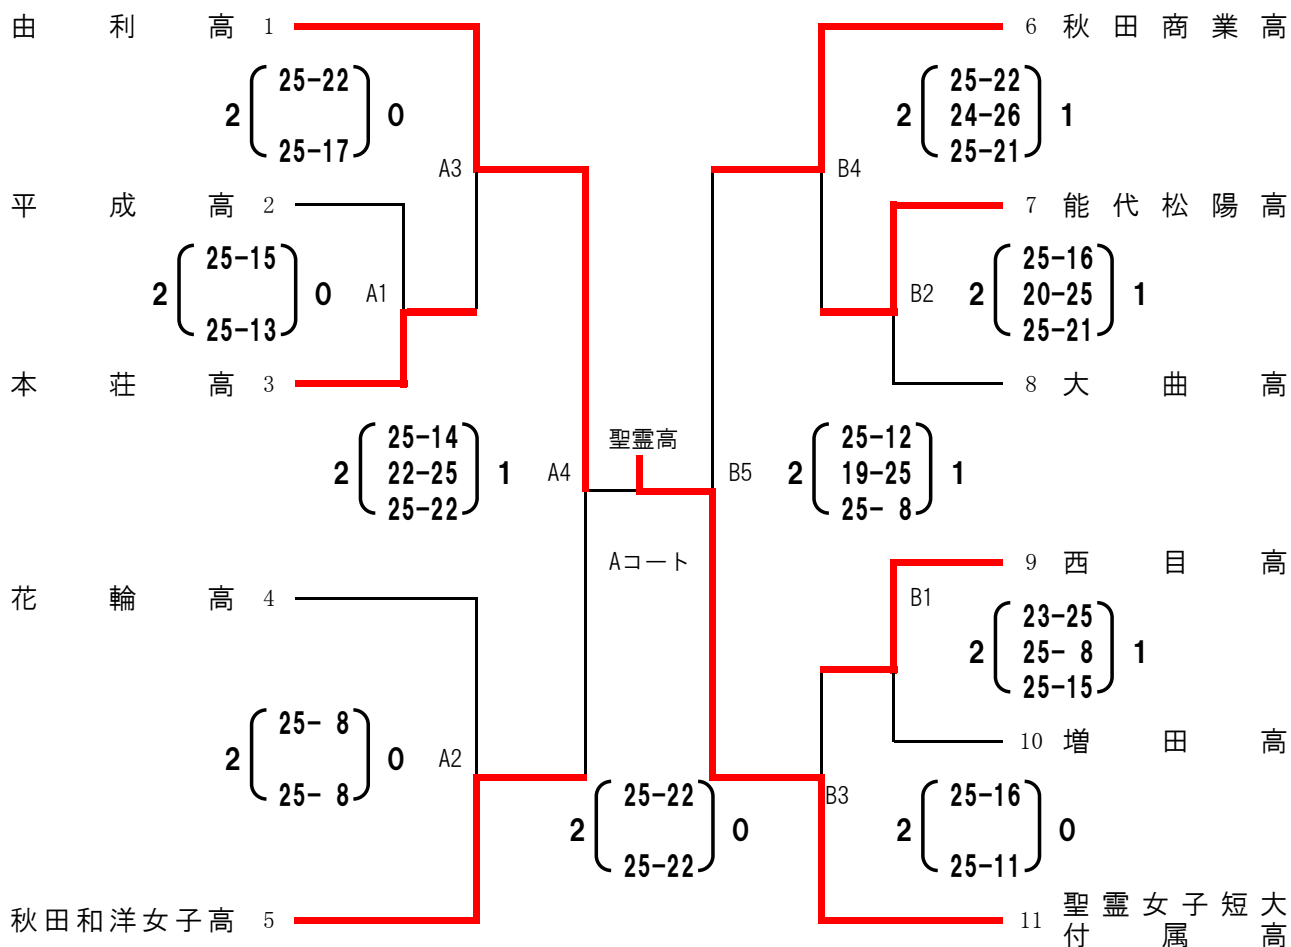 由利高 1
2 25-22 0
25-17
A3
平成高 2
2 25-15 0
25-13
A1
本荘高 3
2 25-14 1
22-25
25-22
A4
花輪高 4
2 25- 8 0
25- 8
A2
秋田和洋女子高 5
聖霊高
Aコート
2 25-22 0
25-22
6 秋田商業高
2 25-22 1
24-26
25-21
B4
7 能代松陽高
B2
2 25-16 1
20-25
25-21
8 大曲高
B5
2 25-12 1
19-25
25- 8
9 西目高
B1
2 23-25 1
25- 8
25-15
10 増田高
B3
2 25-16 0
25-11
11 聖霊女子短大
付属高